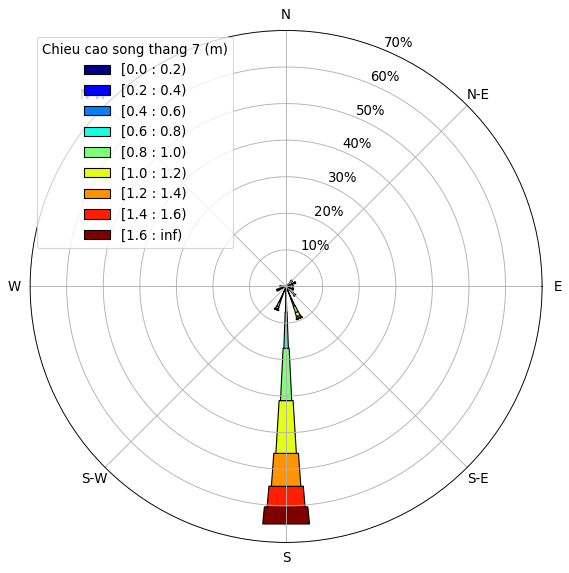 N
Chieu cao song thang 7 (m)
[0.0 : 0.2)
[0.2 : 0.4)
[0.4 : 0.6)
[0.6 : 0.8)
[0.8 : 1.0)
[1.0 : 1.2)
[1.2 : 1.4)
[1.4 : 1.6)
[1.6 : inf)
70%
60%
50%
40%
30%
20%
10%
N-E
W
E
S-W
S-E
S